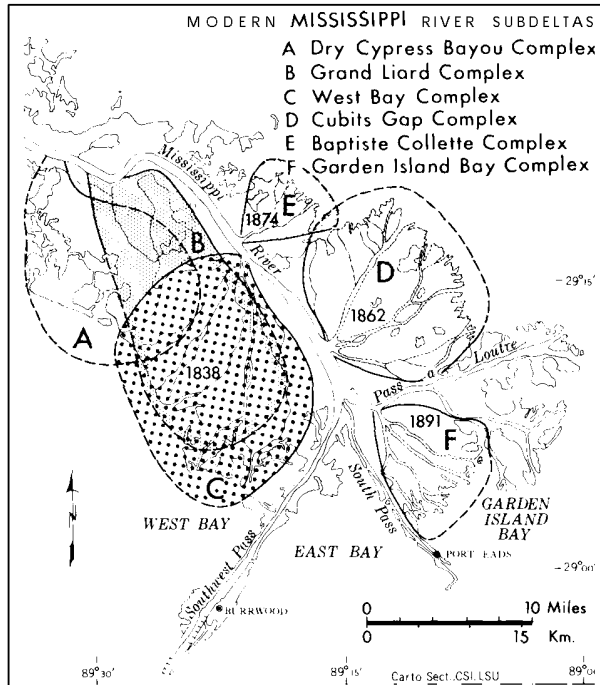 MODERN MISSISSIPPI RIVER SUBDELTAS
A Dry Cypress Bayou Complex
B Grand Liard Complex
C West Bay Complex
D Cubits Gap Complex
E Baptiste Collette Complex
F Garden Island Bay Complex
Mississippi
River
E
1874
B
D
29°15'
1862
A
1838
Pass a Loutre
1891
F
C
WEST BAY
South Pass
GARDEN
ISLAND
BAY
EAST BAY
PORT EADS
29°00'
Southwest Pass
BURRWOOD
0 10 Miles
0 15 Km.
89°30'
89°15'
89°0
Carto Sect., CSI, LSU